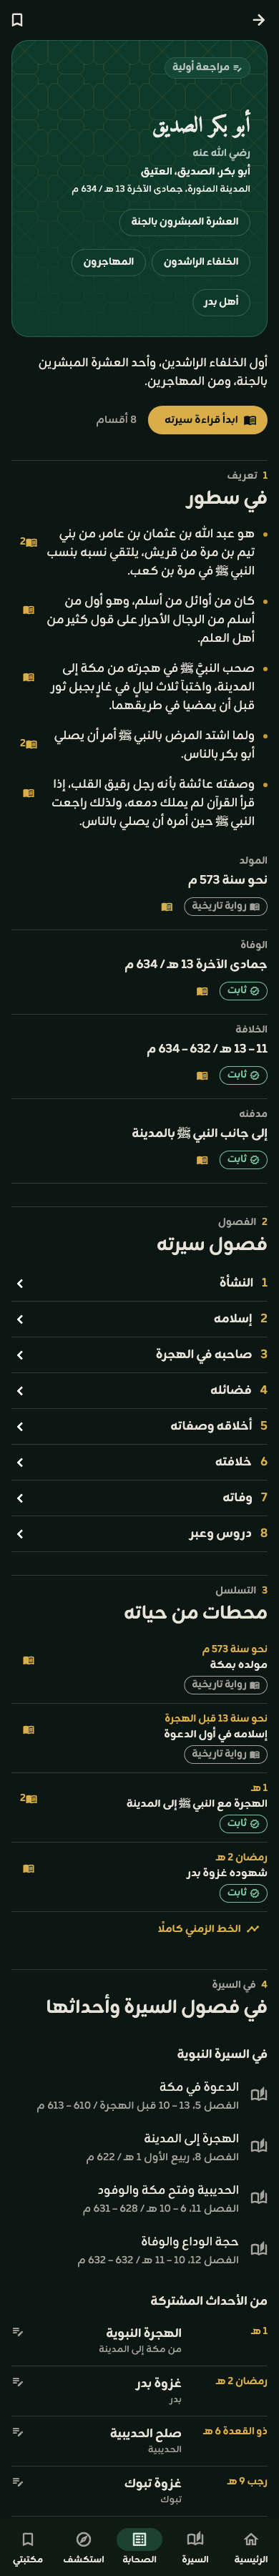 مراجعة أولية
أبو بكر الصديق
رضي الله عنه
أبو بكر، الصديق، العتيق
المدينة المنورة، جمادى الآخرة 13 هـ / 634 م
العشرة المبشرون بالجنة
الخلفاء الراشدون
المهاجرون
أهل بدر
أول الخلفاء الراشدين، وأحد العشرة المبشرين
بالجنة، ومن المهاجرين.
ابدأ قراءة سيرته
8 أقسام
1 تعريف
في سطور
هو عبد الله بن عثمان بن عامر، من بني
تيم بن مرة من قريش، يلتقي نسبه بنسب
النبي ﷺ في مرة بن كعب.
2
كان من أوائل من أسلم، وهو أول من
أسلم من الرجال الأحرار على قول كثير من
أهل العلم.
صحب النبيَّ ﷺ في هجرته من مكة إلى
المدينة، واختبآ ثلاث ليالٍ في غارٍ بجبل ثور
قبل أن يمضيا في طريقهما.
ولما اشتد المرض بالنبي ﷺ أمر أن يصلي
أبو بكر بالناس.
2
وصفته عائشة بأنه رجل رقيق القلب، إذا
قرأ القرآن لم يملك دمعه، ولذلك راجعت
النبي ﷺ حين أمره أن يصلي بالناس.
المولد
نحو سنة 573 م
رواية تاريخية
الوفاة
جمادى الآخرة 13 هـ / 634 م
ثابت
الخلافة
11 – 13 هـ / 632 – 634 م
ثابت
مدفنه
إلى جانب النبي ﷺ بالمدينة
ثابت
2 الفصول
فصول سيرته
1 النشأة
2 إسلامه
3 صاحبه في الهجرة
4 فضائله
5 أخلاقه وصفاته
6 خلافته
7 وفاته
8 دروس وعبر
3 التسلسل
محطات من حياته
نحو سنة 573 م
مولده بمكة
رواية تاريخية
نحو سنة 13 قبل الهجرة
إسلامه في أول الدعوة
رواية تاريخية
1 هـ
الهجرة مع النبي ﷺ إلى المدينة
2
ثابت
رمضان 2 هـ
شهوده غزوة بدر
ثابت
الخط الزمني كاملًا
4 في السيرة
في فصول السيرة وأحداثها
في السيرة النبوية
الدعوة في مكة
الفصل 5، 13 – 10 قبل الهجرة / 610 – 613 م
الهجرة إلى المدينة
الفصل 8، ربيع الأول 1 هـ / 622 م
الحديبية وفتح مكة والوفود
الفصل 11، 6 – 10 هـ / 628 – 631 م
حجة الوداع والوفاة
الفصل 12، 10 – 11 هـ / 632 – 632 م
من الأحداث المشتركة
1 هـ
الهجرة النبوية
من مكة إلى المدينة
رمضان 2 هـ
غزوة بدر
بدر
ذو القعدة 6 هـ
صلح الحديبية
الحديبية
رجب 9 هـ
غزوة تبوك
تبوك
الرئيسية
السيرة
الصحابة
استكشف
مكتبتي